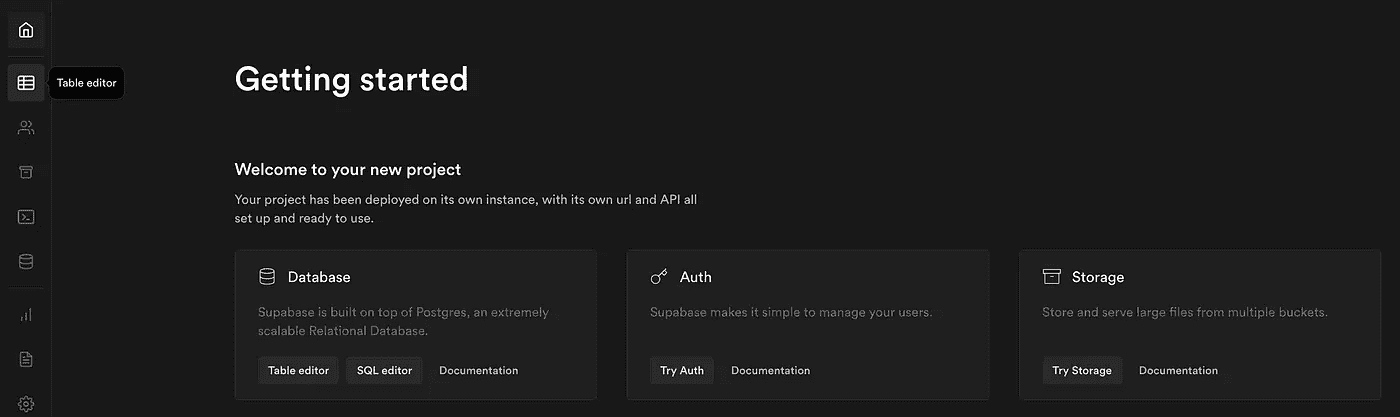 Table editor
Getting started
Welcome to your new project
Your project has been deployed on its own instance, with its own url and API all
set up and ready to use.
Database
Supabase is built on top of Postgres, an extremely
scalable Relational Database.
Table editor
SQL editor
Documentation
Auth
Supabase makes it simple to manage your users.
Try Auth
Documentation
Storage
Store and serve large files from multiple buckets.
Try Storage
Documentation